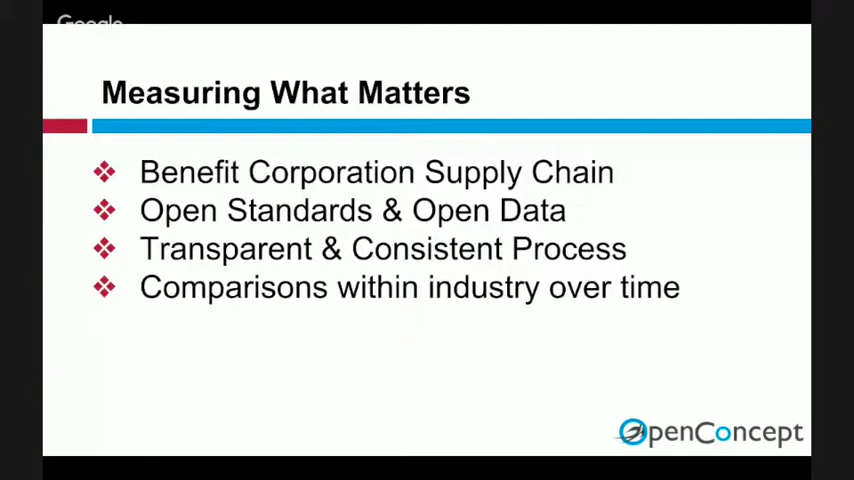 Google
Measuring What Matters
Benefit Corporation Supply Chain
Open Standards & Open Data
Transparent & Consistent Process
Comparisons within industry over time
OpenConcept